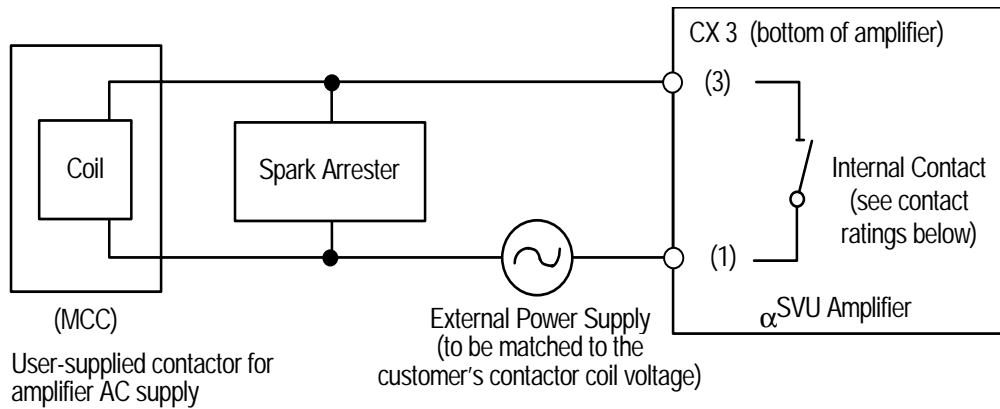 CX 3 (bottom of amplifier)
(3)
Coil
Spark Arrester
Internal Contact
(see contact
ratings below)
(1)
αSVU Amplifier
(MCC)
External Power Supply
(to be matched to the
customer's contactor coil voltage)
User-supplied contactor for
amplifier AC supply